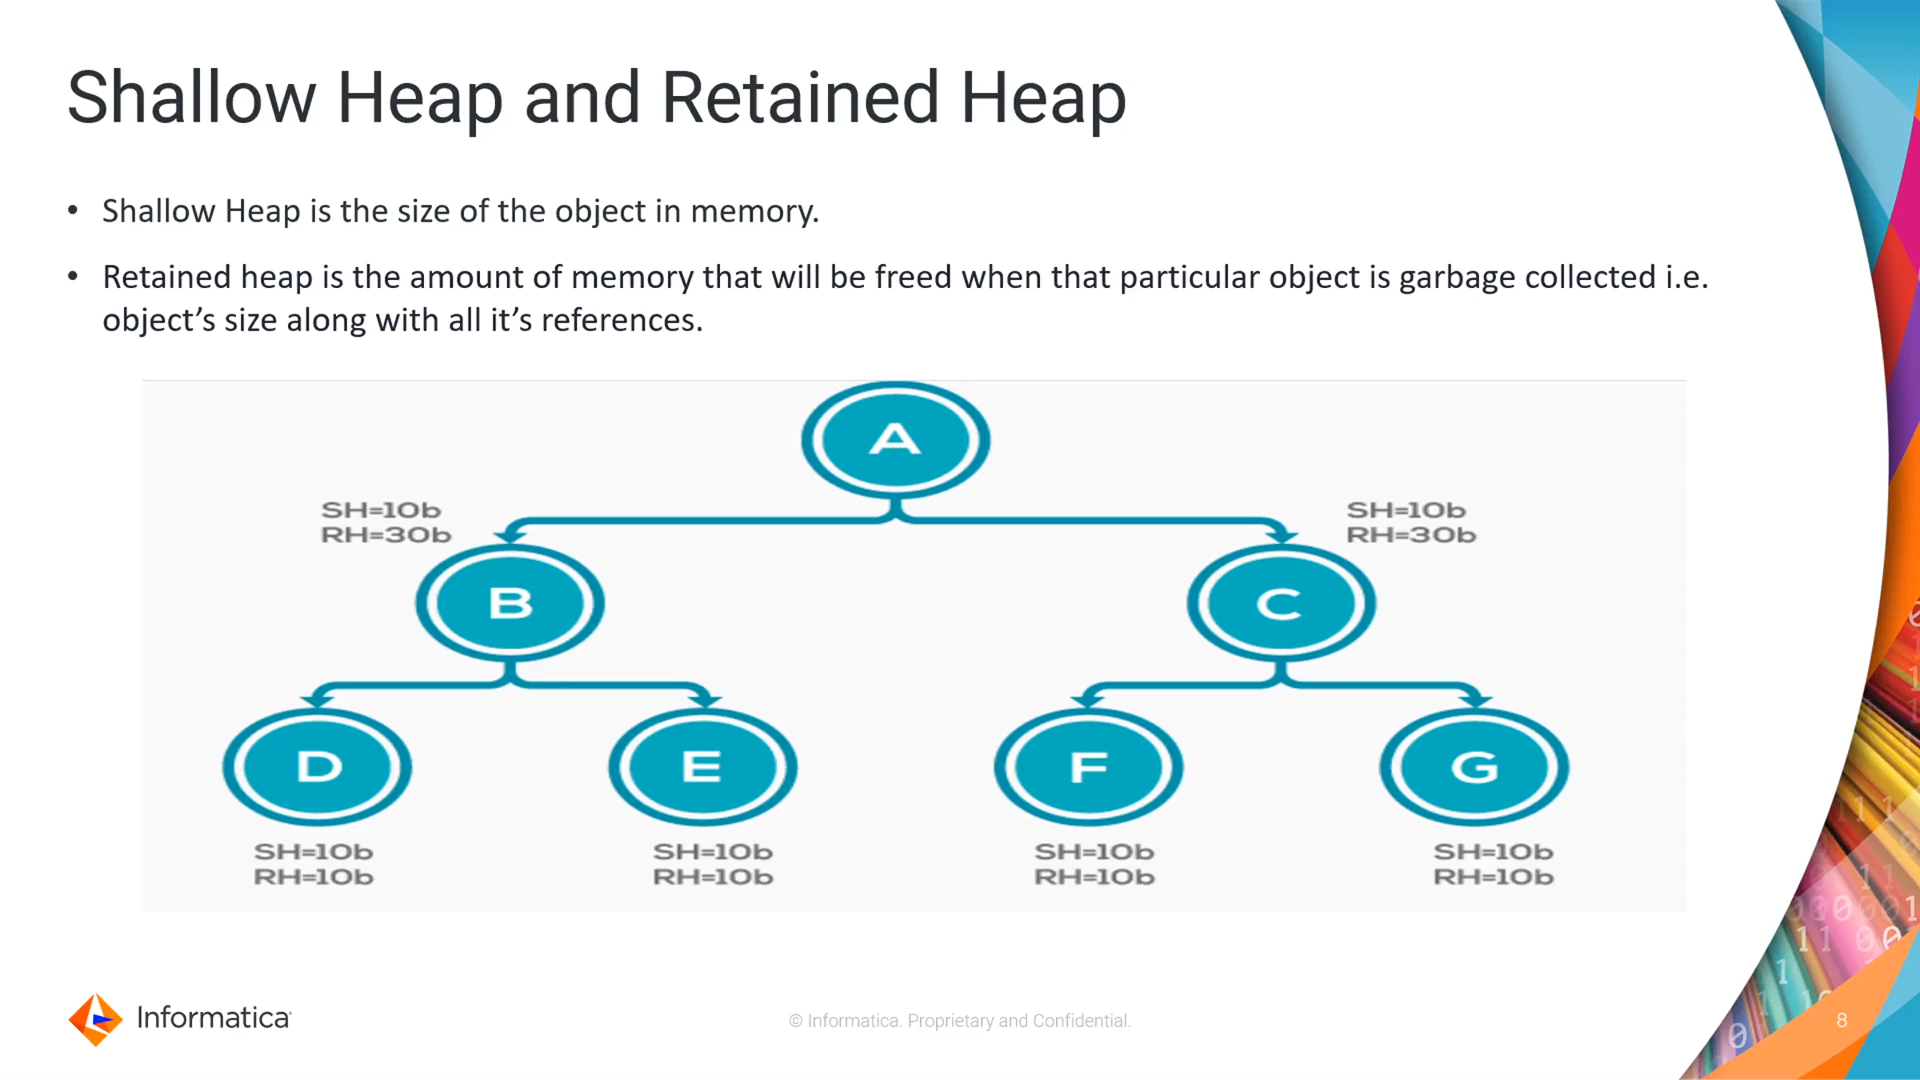 Shallow Heap and Retained Heap
• Shallow Heap is the size of the object in memory.
• Retained heap is the amount of memory that will be freed when that particular object is garbage collected i.e.
object’s size along with all it’s references.
A
SH=10b
RH=30b
SH=10b
RH=30b
B
C
D
E
F
G
SH=10b
RH=10b
SH=10b
RH=10b
SH=10b
RH=10b
SH=10b
RH=10b
Informatica
© Informatica. Proprietary and Confidential.
8